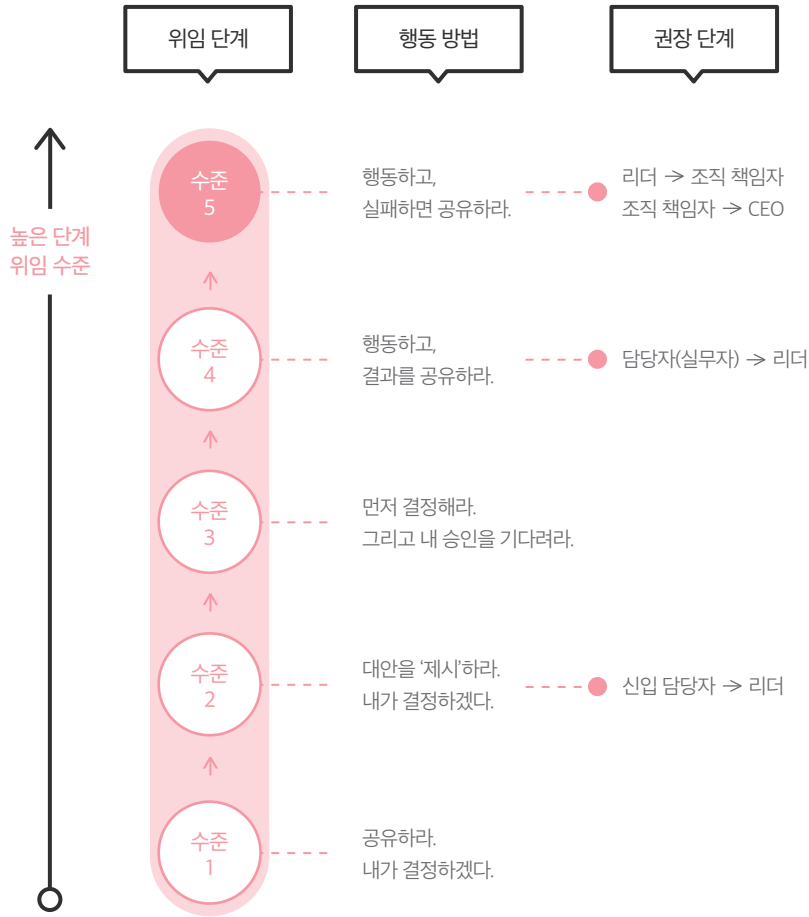 위임 단계
행동 방법
권장 단계
높은 단계
위임 수준
수준
5
행동하고,
실패하면 공유하라.
리더 → 조직 책임자
조직 책임자 → CEO
수준
4
행동하고,
결과를 공유하라.
담당자(실무자) → 리더
수준
3
먼저 결정해라.
그리고 내 승인을 기다려라.
수준
2
대안을 ‘제시’하라.
내가 결정하겠다.
신입 담당자 → 리더
수준
1
공유하라.
내가 결정하겠다.